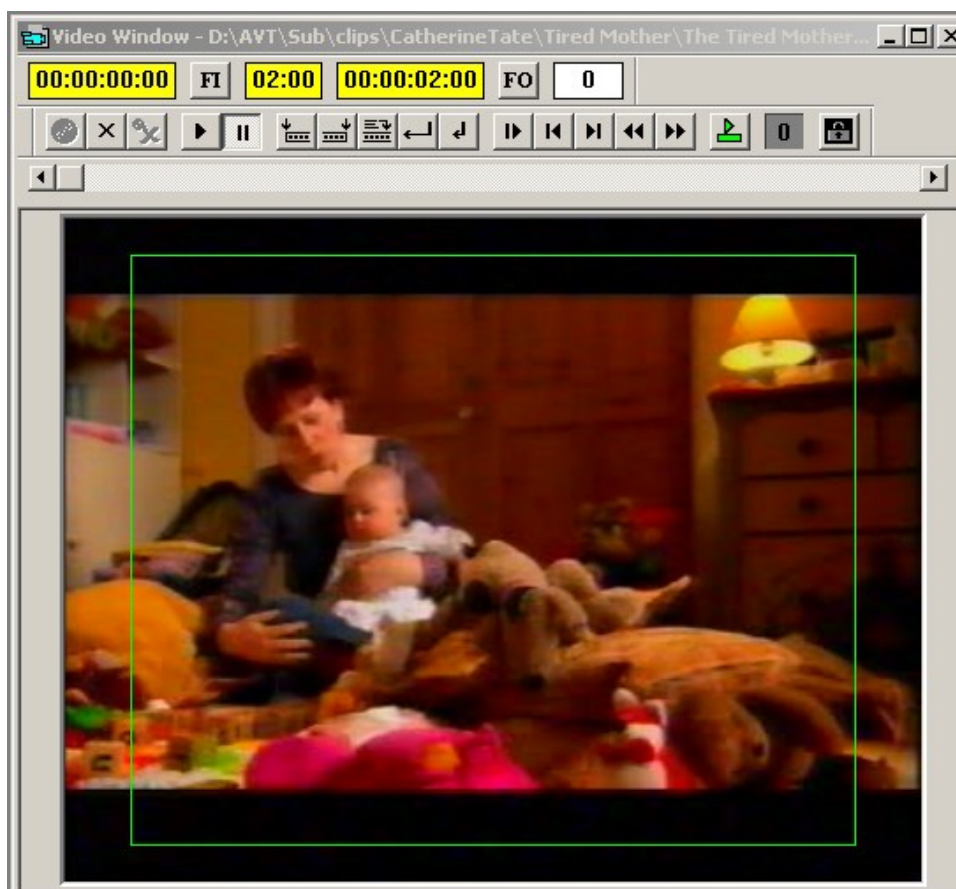 Video Window - D:\AVT\Sub\clips\CatherineTate\Tired Mother\The Tired Mother...
00:00:00:00 FI 02:00 00:00:02:00 FO 0
0